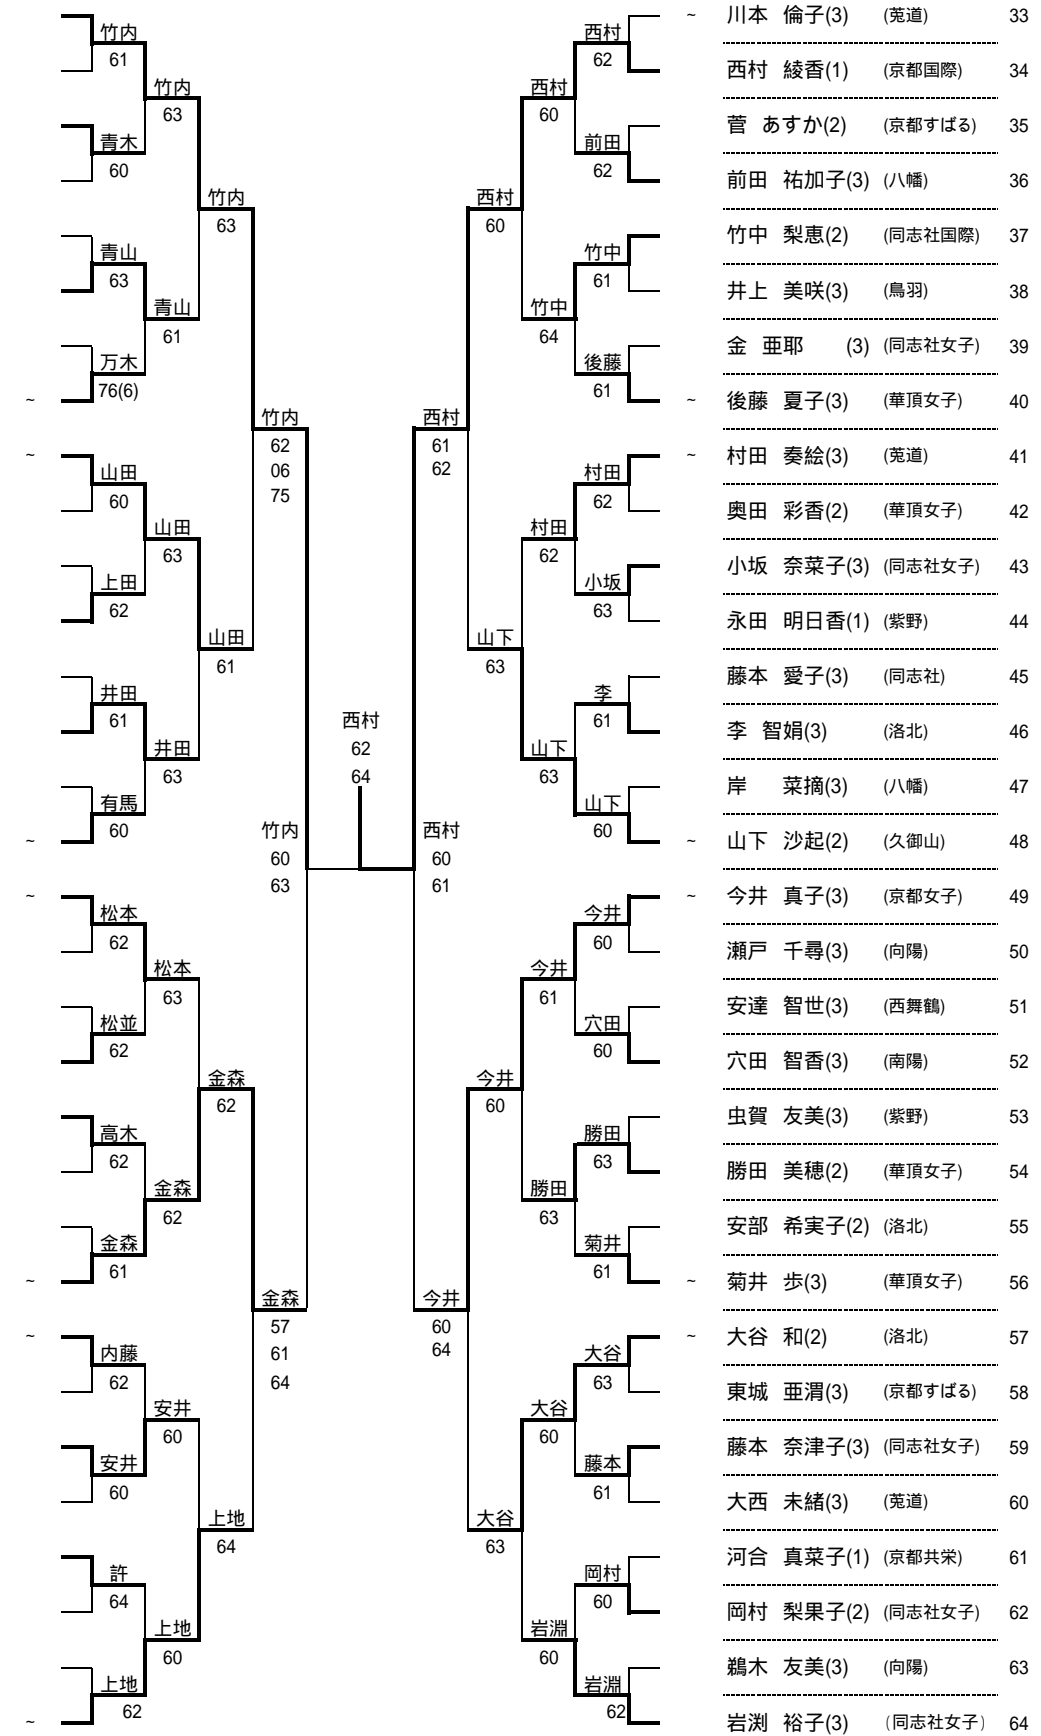 ~ 川本 倫子(3) (莵道) 33
竹内 西村
61 62
西村 綾香(1) (京都国際) 34
竹内 西村
63 60
菅 あすか(2) (京都すばる) 35
青木 前田
60 62
前田 祐加子(3) (八幡) 36
竹内 西村
63 60
竹中 梨恵(2) (同志社国際) 37
青山 竹中
63 61
井上 美咲(3) (鳥羽) 38
青山 竹中
61 64
金 亜耶 (3) (同志社女子) 39
万木 後藤
76(6) 61
~ ~ 後藤 夏子(3) (華頂女子) 40
竹内 西村
62 61
06 62
75
~ ~ 村田 奏絵(3) (莵道) 41
山田 村田
60 62
奥田 彩香(2) (華頂女子) 42
山田 村田
63 62
小坂 奈菜子(3) (同志社女子) 43
上田 小坂
62 63
永田 明日香(1) (紫野) 44
山田 山下
61 63
藤本 愛子(3) (同志社) 45
井田 李
61 61
西村
李 智娟(3) (洛北) 46
井田 62 山下
63 64 63
岸 菜摘(3) (八幡) 47
有馬 山下
60 60
竹内 西村
~ ~ 山下 沙起(2) (久御山) 48
60 60
63 61
~ ~ 今井 真子(3) (京都女子) 49
松本 今井
62 60
瀬戸 千尋(3) (向陽) 50
松本 今井
63 61
安達 智世(3) (西舞鶴) 51
松並 穴田
62 60
穴田 智香(3) (南陽) 52
金森 今井
62 60
虫賀 友美(3) (紫野) 53
高木 勝田
62 63
勝田 美穂(2) (華頂女子) 54
金森 勝田
62 63
安部 希実子(2) (洛北) 55
金森 菊井
61 61
~ ~ 菊井 歩(3) (華頂女子) 56
金森 今井
57 60
61 64
64
~ ~ 大谷 和(2) (洛北) 57
内藤 大谷
62 63
東城 亜渭(3) (京都すばる) 58
安井 大谷
60 60
藤本 奈津子(3) (同志社女子) 59
安井 藤本
60 61
大西 未緒(3) (莵道) 60
上地 大谷
64 63
河合 真菜子(1) (京都共栄) 61
許 岡村
64 60
岡村 梨果子(2) (同志社女子) 62
上地 岩淵
60 60
鵜木 友美(3) (向陽) 63
上地 岩淵
62 62
~ 岩渕 裕子(3) (同志社女子) 64